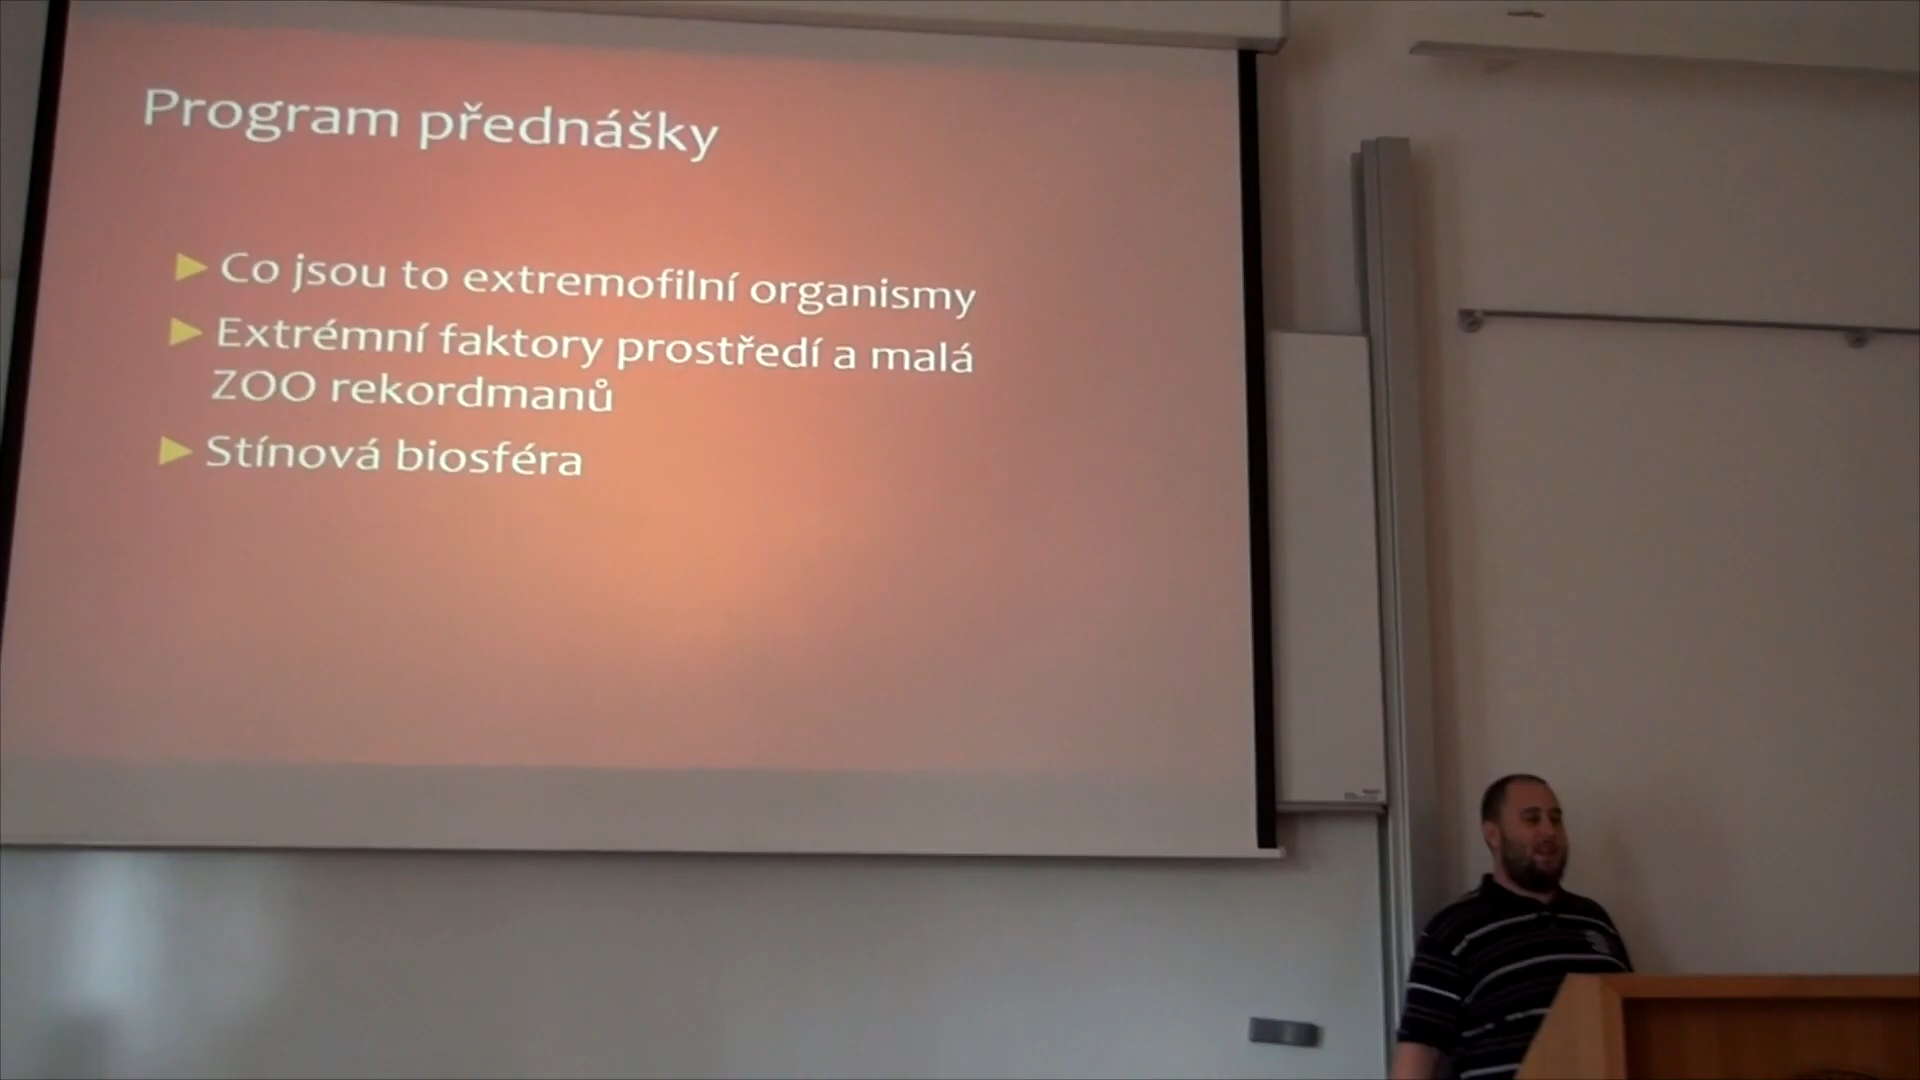 Program přednášky
Co jsou to extremofilní organismy
Extrémní faktory prostředí a malá
ZOO rekordmanů
Stínová biosféra